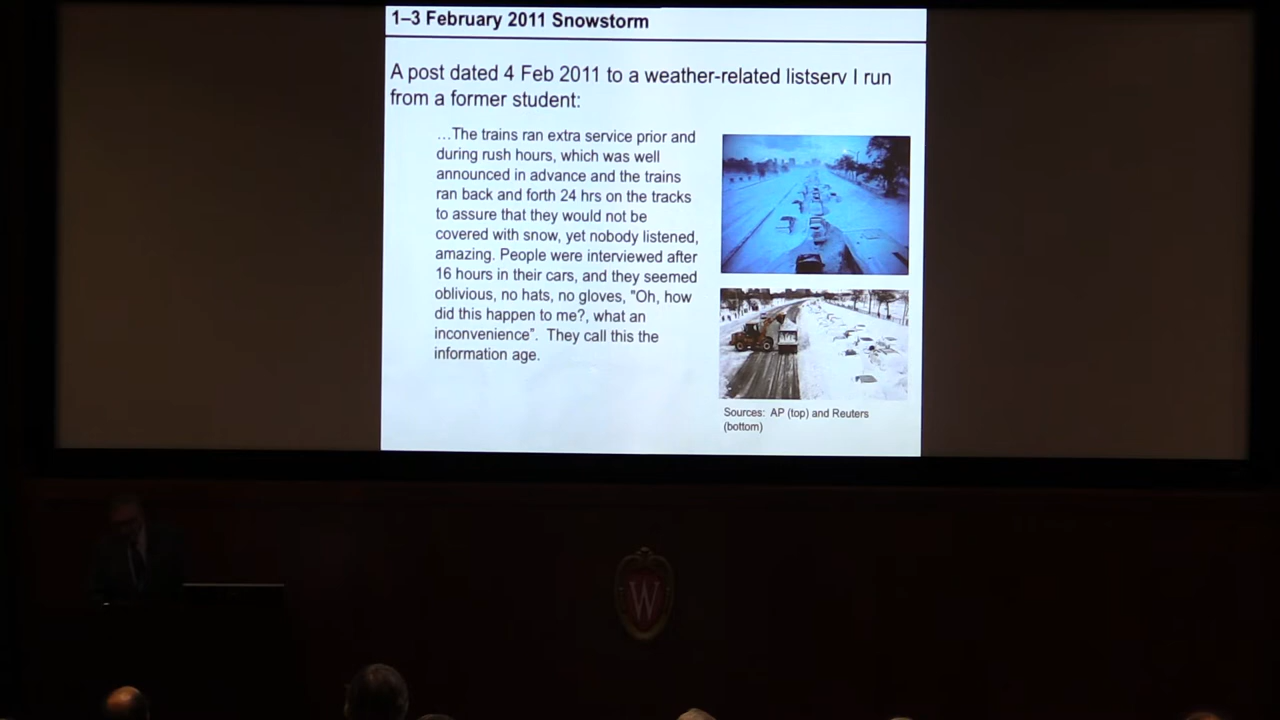 1–3 February 2011 Snowstorm
A post dated 4 Feb 2011 to a weather-related listserv I run
from a former student:
…The trains ran extra service prior and
during rush hours, which was well
announced in advance and the trains
ran back and forth 24 hrs on the tracks
to assure that they would not be
covered with snow, yet nobody listened,
amazing. People were interviewed after
16 hours in their cars, and they seemed
oblivious, no hats, no gloves, "Oh, how
did this happen to me?, what an
inconvenience". They call this the
information age.
Sources: AP (top) and Reuters
(bottom)
W